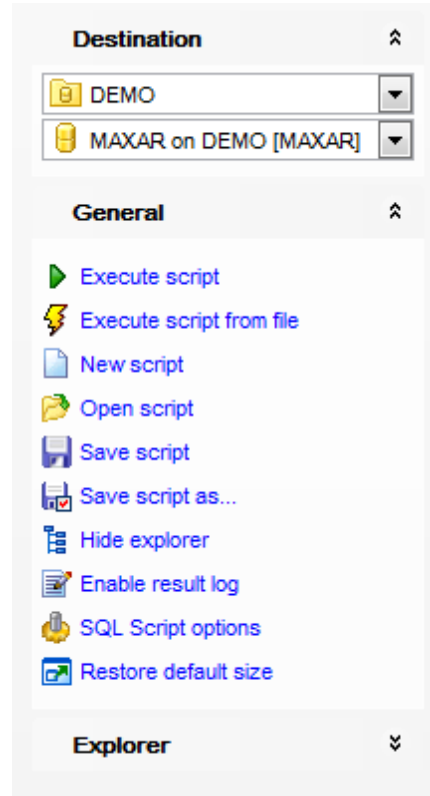 Destination
DEMO
MAXAR on DEMO [MAXAR]
General
Execute script
Execute script from file
New script
Open script
Save script
Save script as...
Hide explorer
Enable result log
SQL Script options
Restore default size
Explorer